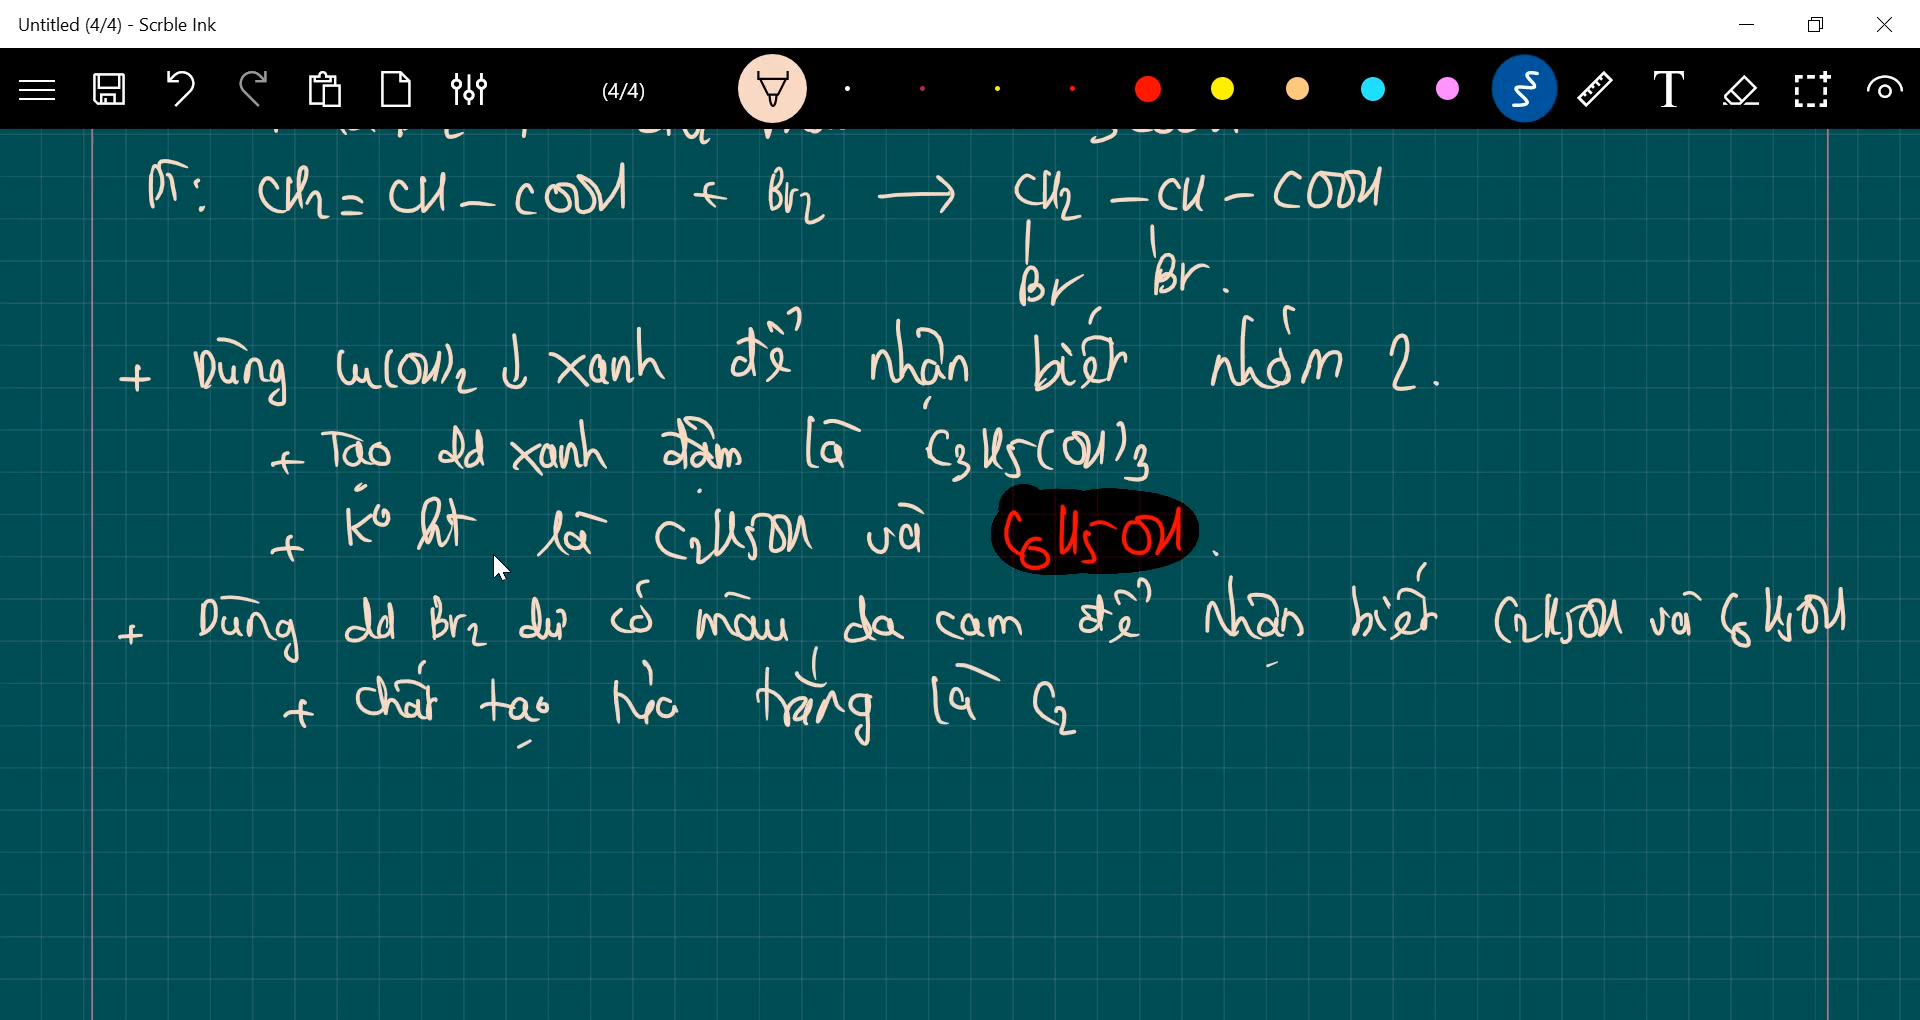 Untitled (4/4) - Scrble Ink
(4/4)
PT: CH2 = CH - COOH + Br2 → CH2 - CH - COOH
Br Br.
+ Dùng Cu(OH)2 ↓ xanh để nhận biết nhóm 2.
+ Tạo dd xanh đậm là C3H5(OH)3
+ K° ht là C2H5OH và C6H5-OH.
+ Dùng dd Br2 dư có màu da cam để nhận biết C2H5OH và C6H5OH
+ Chất tạo tủa trắng là C2